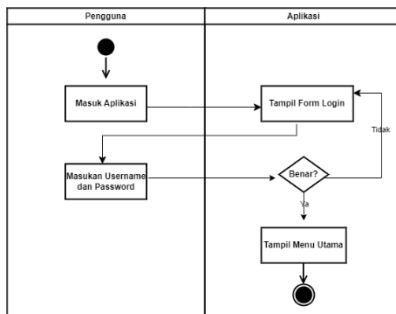 Pengguna
Aplikasi
Masuk Aplikasi
Tampil Form Login
Tidak
Masukan Username
dan Password
Benar?
Ya
Tampil Menu Utama